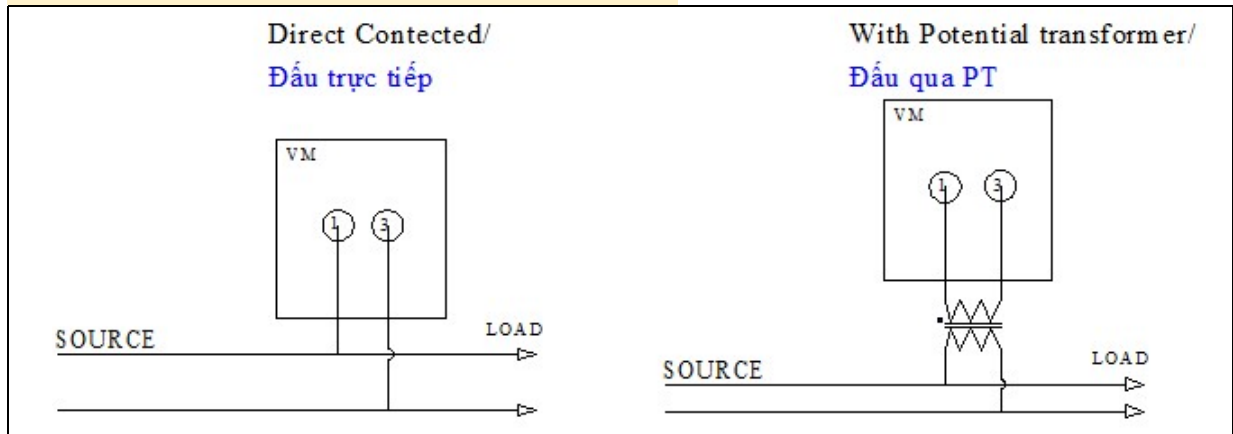 Direct Contected/
Đấu trực tiếp
VM
1 3
SOURCE
LOAD
With Potential transformer/
Đấu qua PT
VM
1 3
SOURCE
LOAD